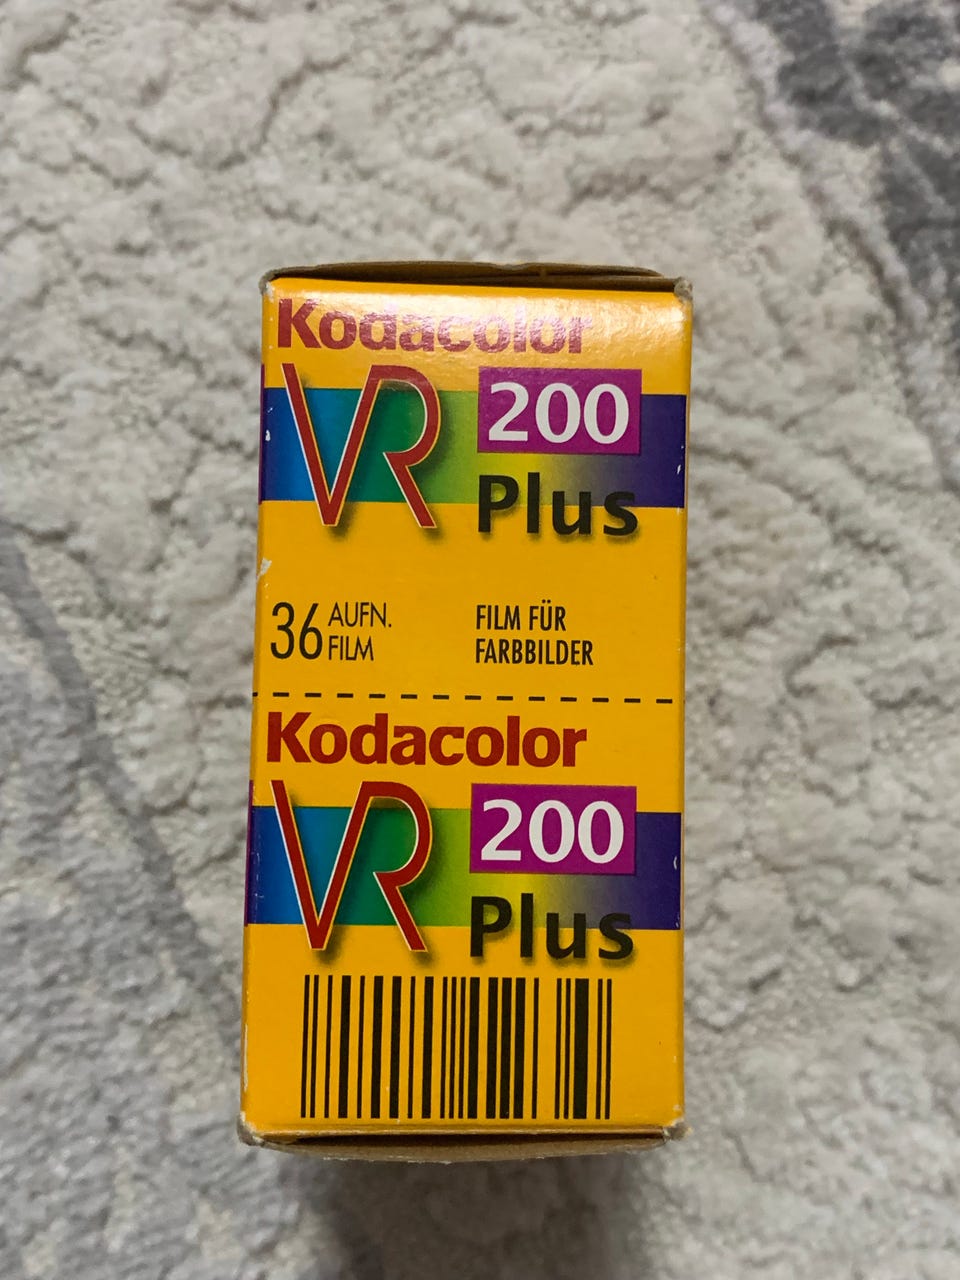 Kodacolor
VR 200
Plus
36 AUFN. FILM
FILM FÜR
FARBBILDER
Kodacolor
VR 200
Plus